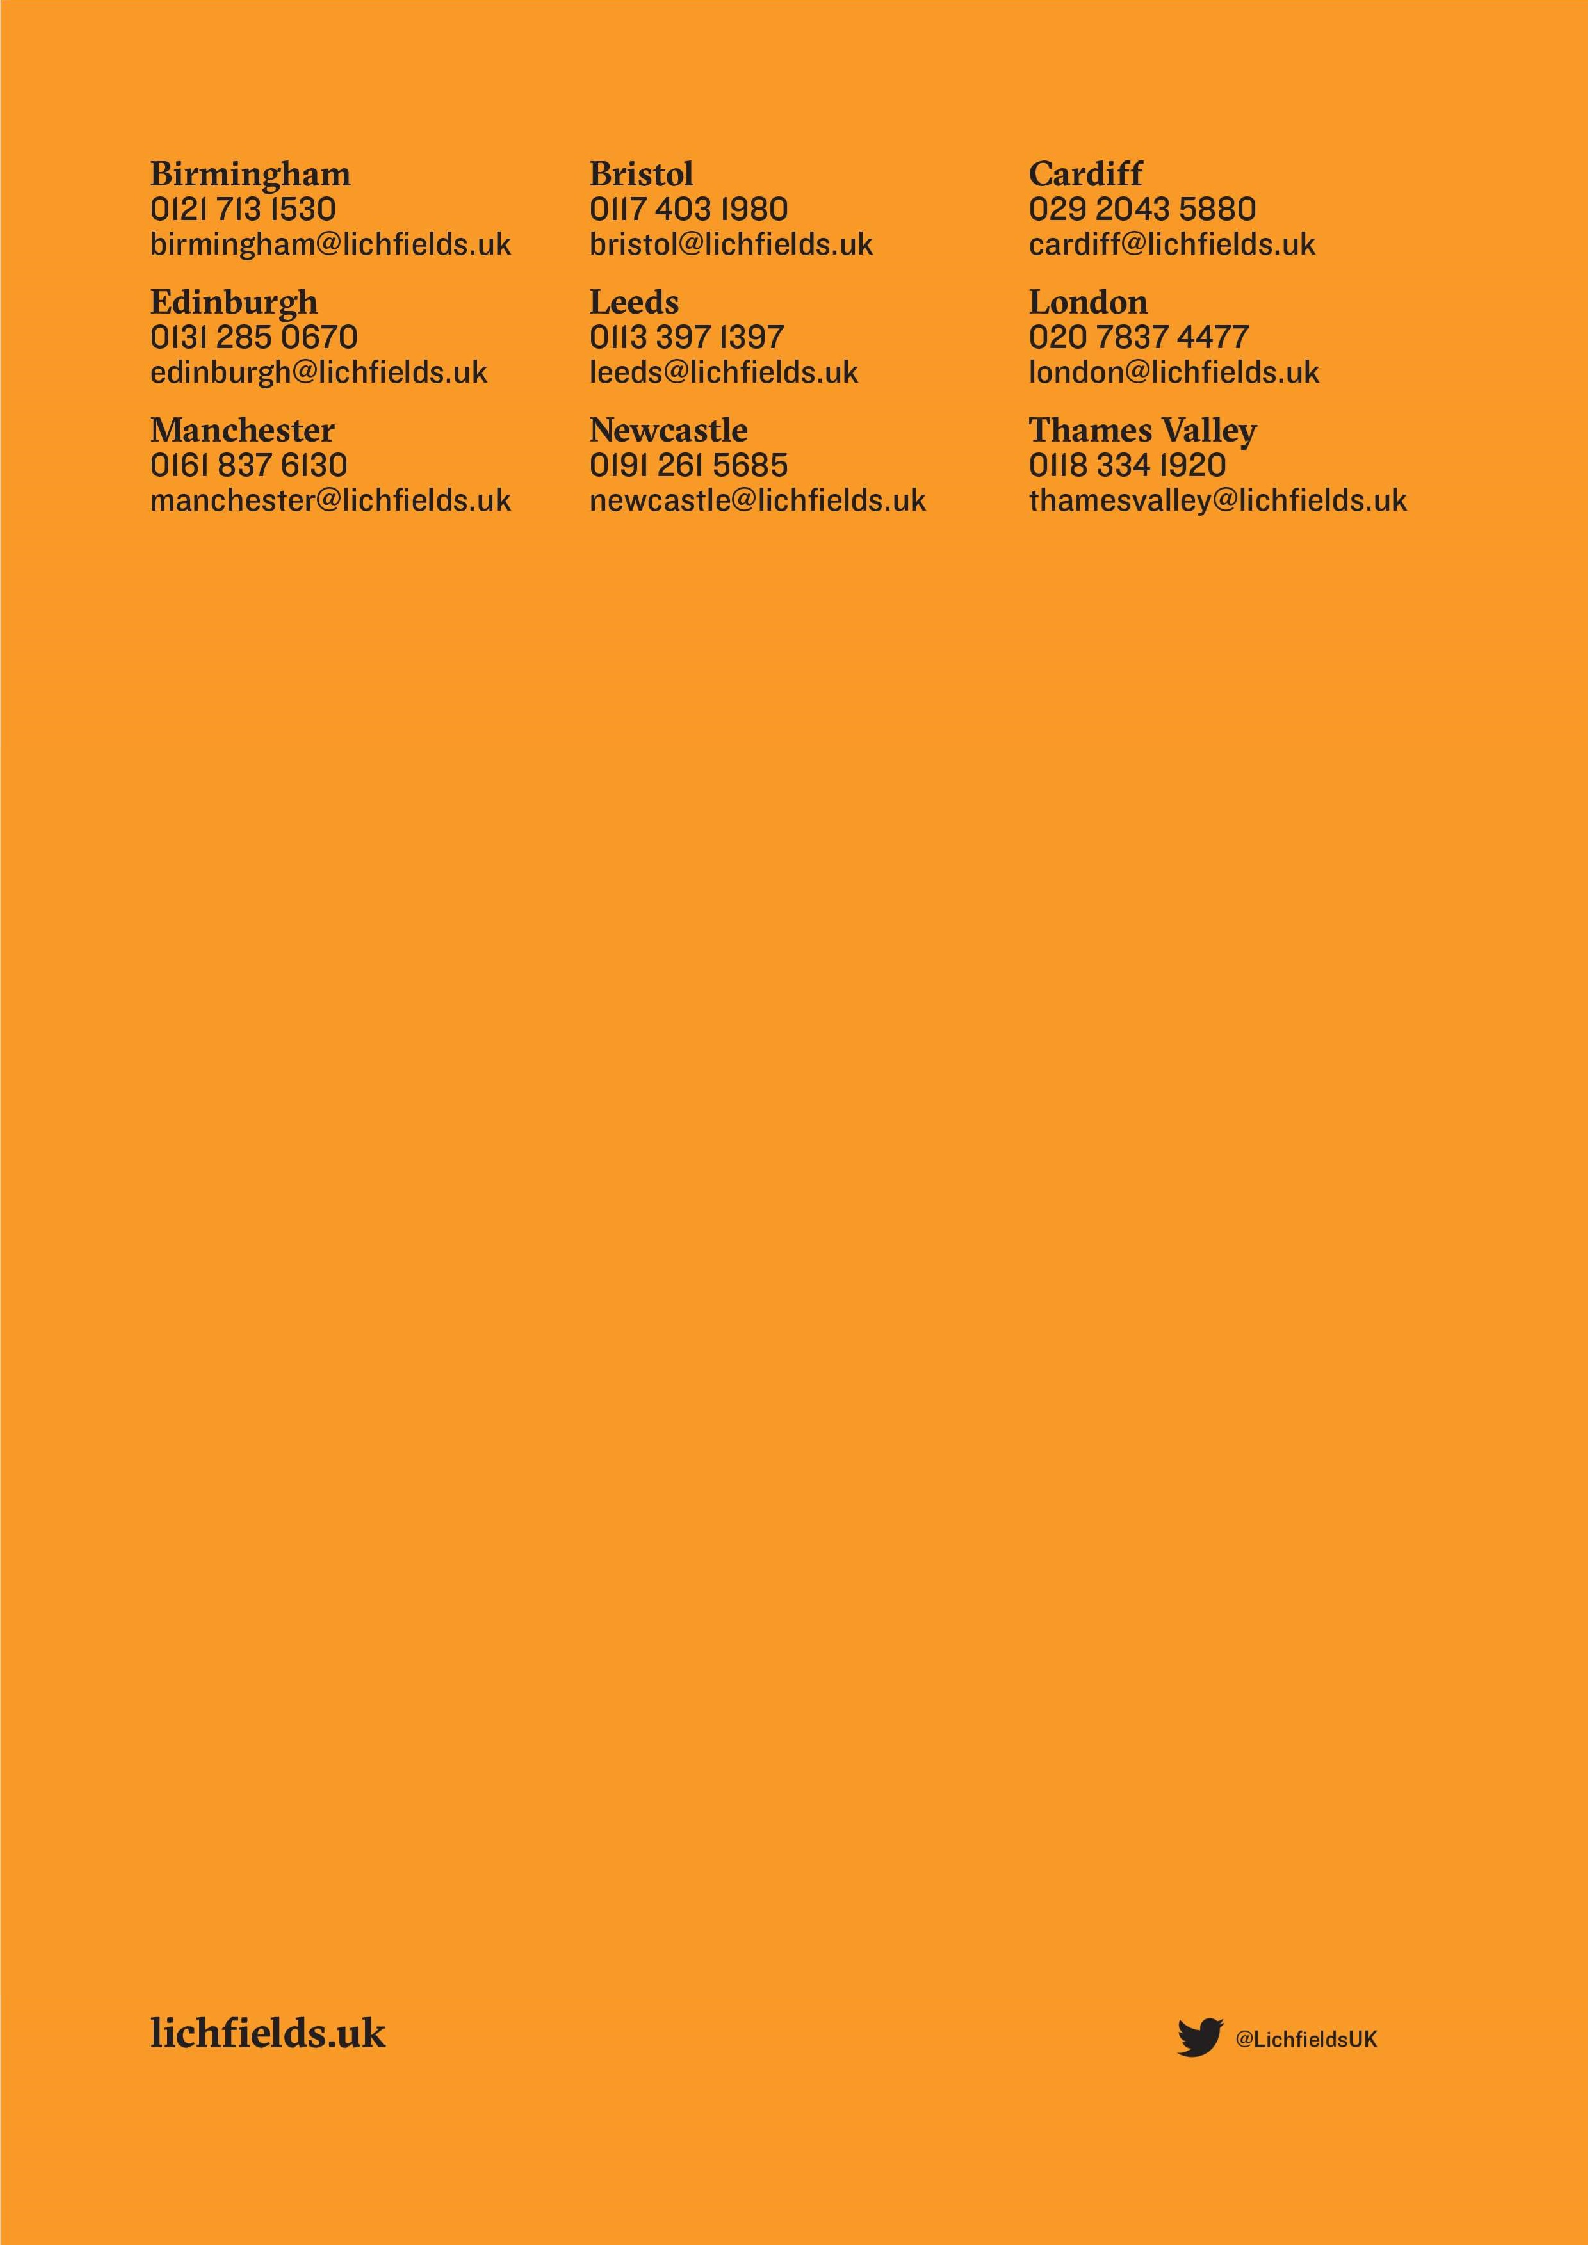 Birmingham
0121 713 1530
birmingham@lichfields.uk
Bristol
0117 403 1980
bristol@lichfields.uk
Cardiff
029 2043 5880
cardiff@lichfields.uk
Edinburgh
0131 285 0670
edinburgh@lichfields.uk
Leeds
0113 397 1397
leeds@lichfields.uk
London
020 7837 4477
london@lichfields.uk
Manchester
0161 837 6130
manchester@lichfields.uk
Newcastle
0191 261 5685
newcastle@lichfields.uk
Thames Valley
0118 334 1920
thamesvalley@lichfields.uk
lichfields.uk
@LichfieldsUK